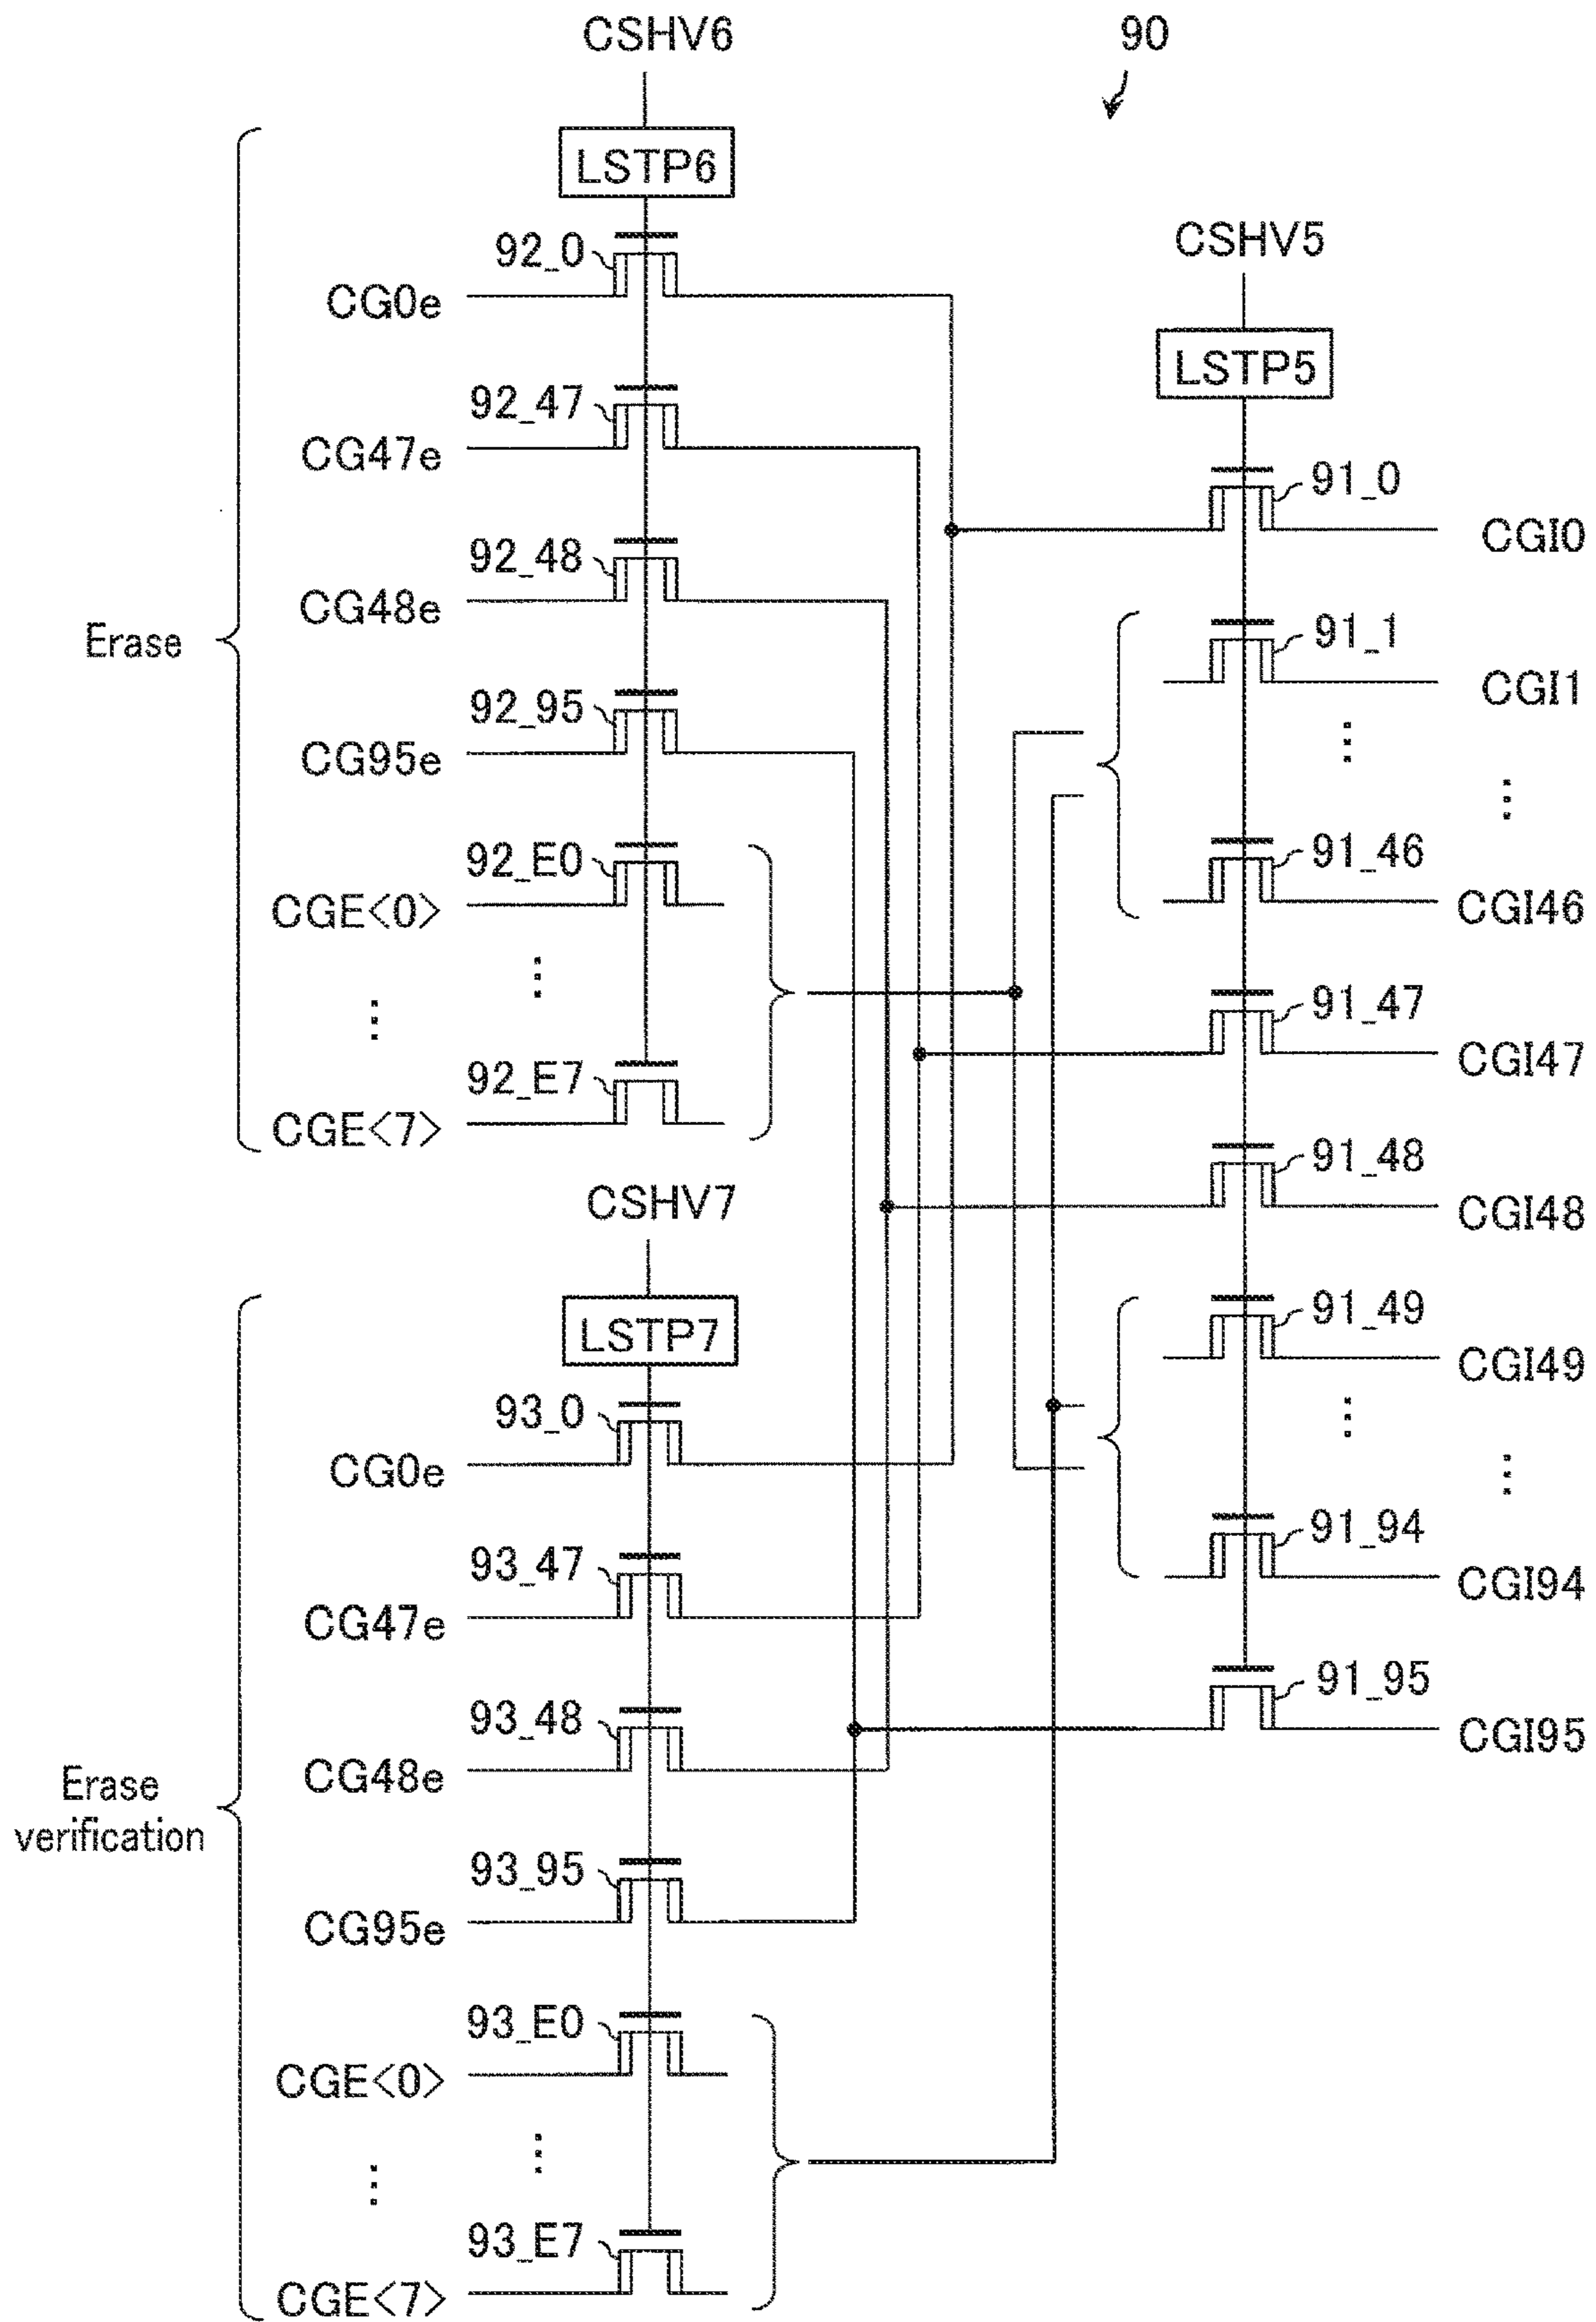 CSHV6
90
LSTP6
92_0
CG0e
CSHV5
LSTP5
92_47
CG47e
91_0
CGI0
92_48
CG48e
Erase
91_1
CGI1
92_95
CG95e
92_E0
CGE<0>
91_46
CGI46
91_47
CGI47
92_E7
CGE<7>
91_48
CGI48
CSHV7
LSTP7
91_49
CGI49
93_0
CG0e
93_47
CG47e
91_94
CGI94
93_48
CG48e
91_95
CGI95
Erase
verification
93_95
CG95e
93_E0
CGE<0>
93_E7
CGE<7>